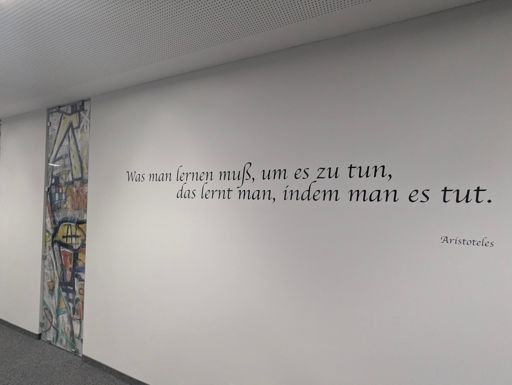 Was man lernen muß, um es zu tun,
das lernt man, indem man es tut.
Aristoteles